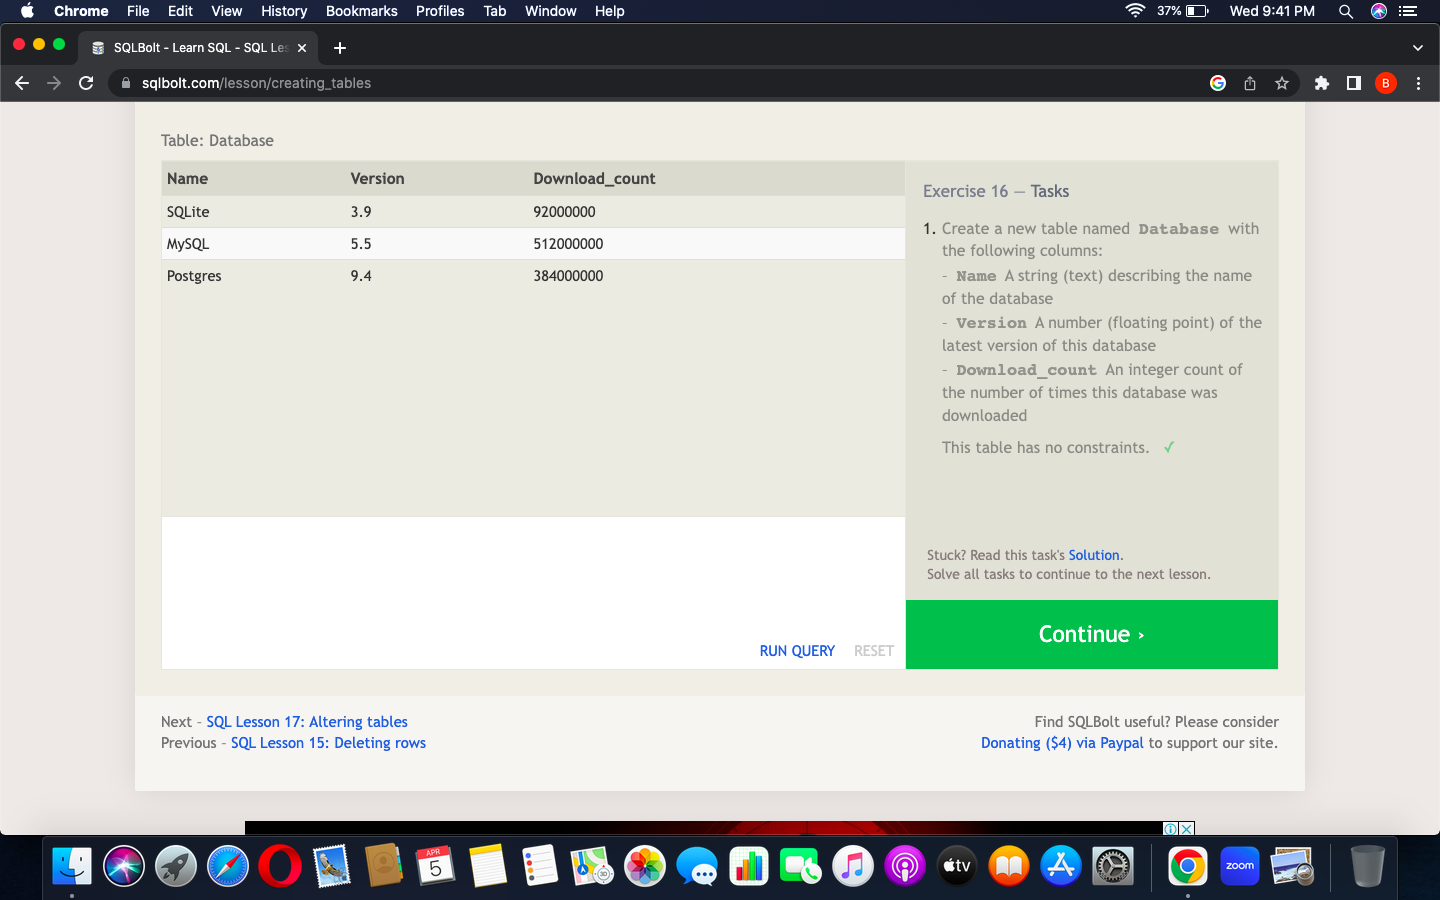 Chrome File Edit View History Bookmarks Profiles Tab Window Help 37% Wed 9:41 PM
SQLBolt - Learn SQL - SQL Les
sqlbolt.com/lesson/creating_tables B
Table: Database
Name Version Download_count
SQLite 3.9 92000000
MySQL 5.5 512000000
Postgres 9.4 384000000
Exercise 16 — Tasks
1. Create a new table named Database with
the following columns:
- Name A string (text) describing the name
of the database
- Version A number (floating point) of the
latest version of this database
- Download_count An integer count of
the number of times this database was
downloaded
This table has no constraints. ✓
Stuck? Read this task's Solution.
Solve all tasks to continue to the next lesson.
RUN QUERY RESET
Continue ›
Next – SQL Lesson 17: Altering tables
Previous – SQL Lesson 15: Deleting rows
Find SQLBolt useful? Please consider
Donating ($4) via Paypal to support our site.
APR
5
3D
tv
zoom